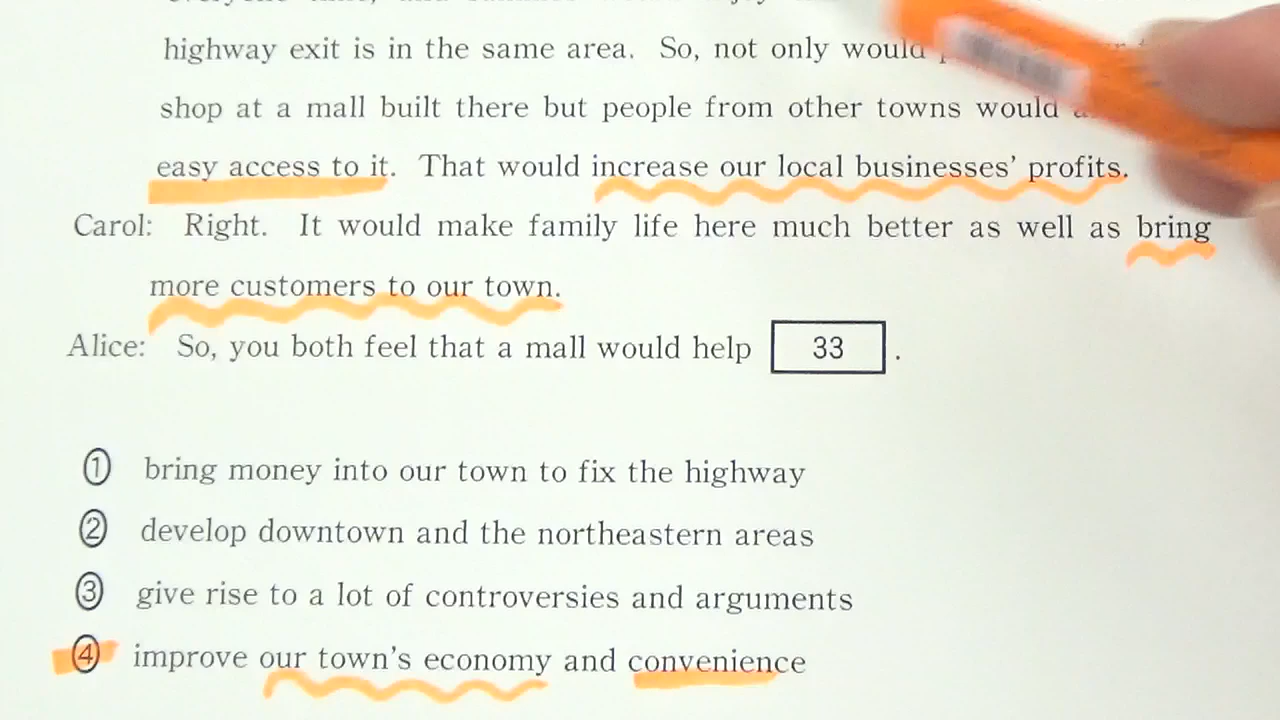 highway exit is in the same area. So, not only would
shop at a mall built there but people from other towns would
easy access to it. That would increase our local businesses' profits.
Carol: Right. It would make family life here much better as well as bring
more customers to our town.
Alice: So, you both feel that a mall would help 33 .
① bring money into our town to fix the highway
② develop downtown and the northeastern areas
③ give rise to a lot of controversies and arguments
④ improve our town's economy and convenience